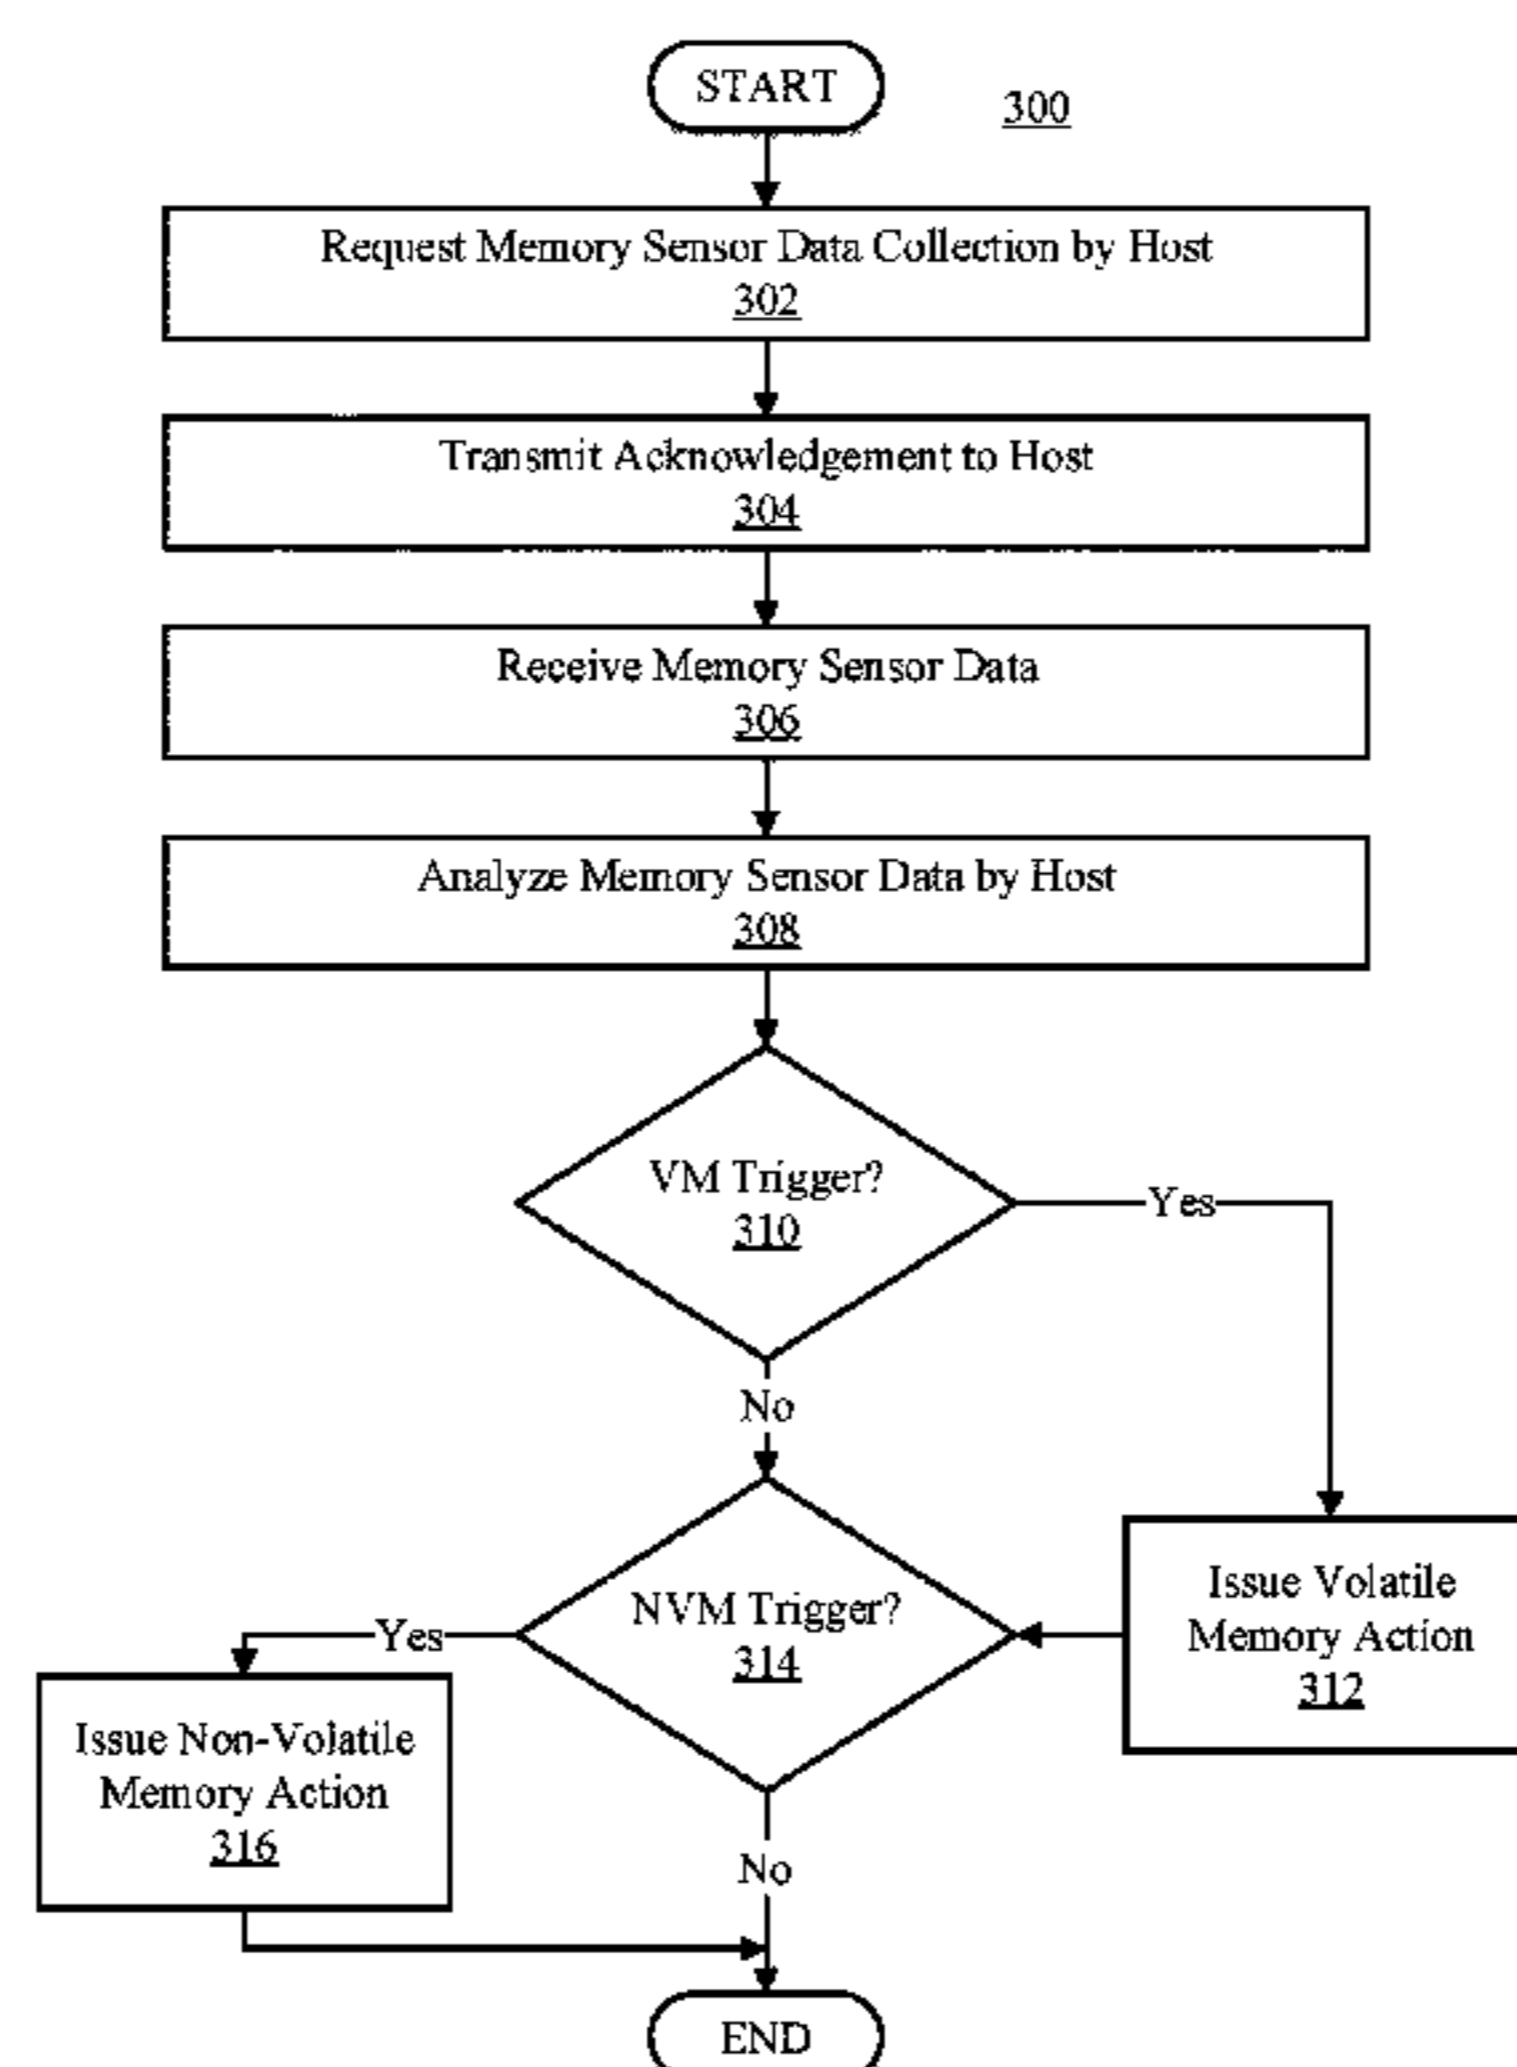 START
300
Request Memory Sensor Data Collection by Host
302
Transmit Acknowledgement to Host
304
Receive Memory Sensor Data
306
Analyze Memory Sensor Data by Host
308
VM Trigger?
310
Yes
No
NVM Trigger?
314
Yes
Issue Volatile
Memory Action
312
Issue Non-Volatile
Memory Action
316
No
END